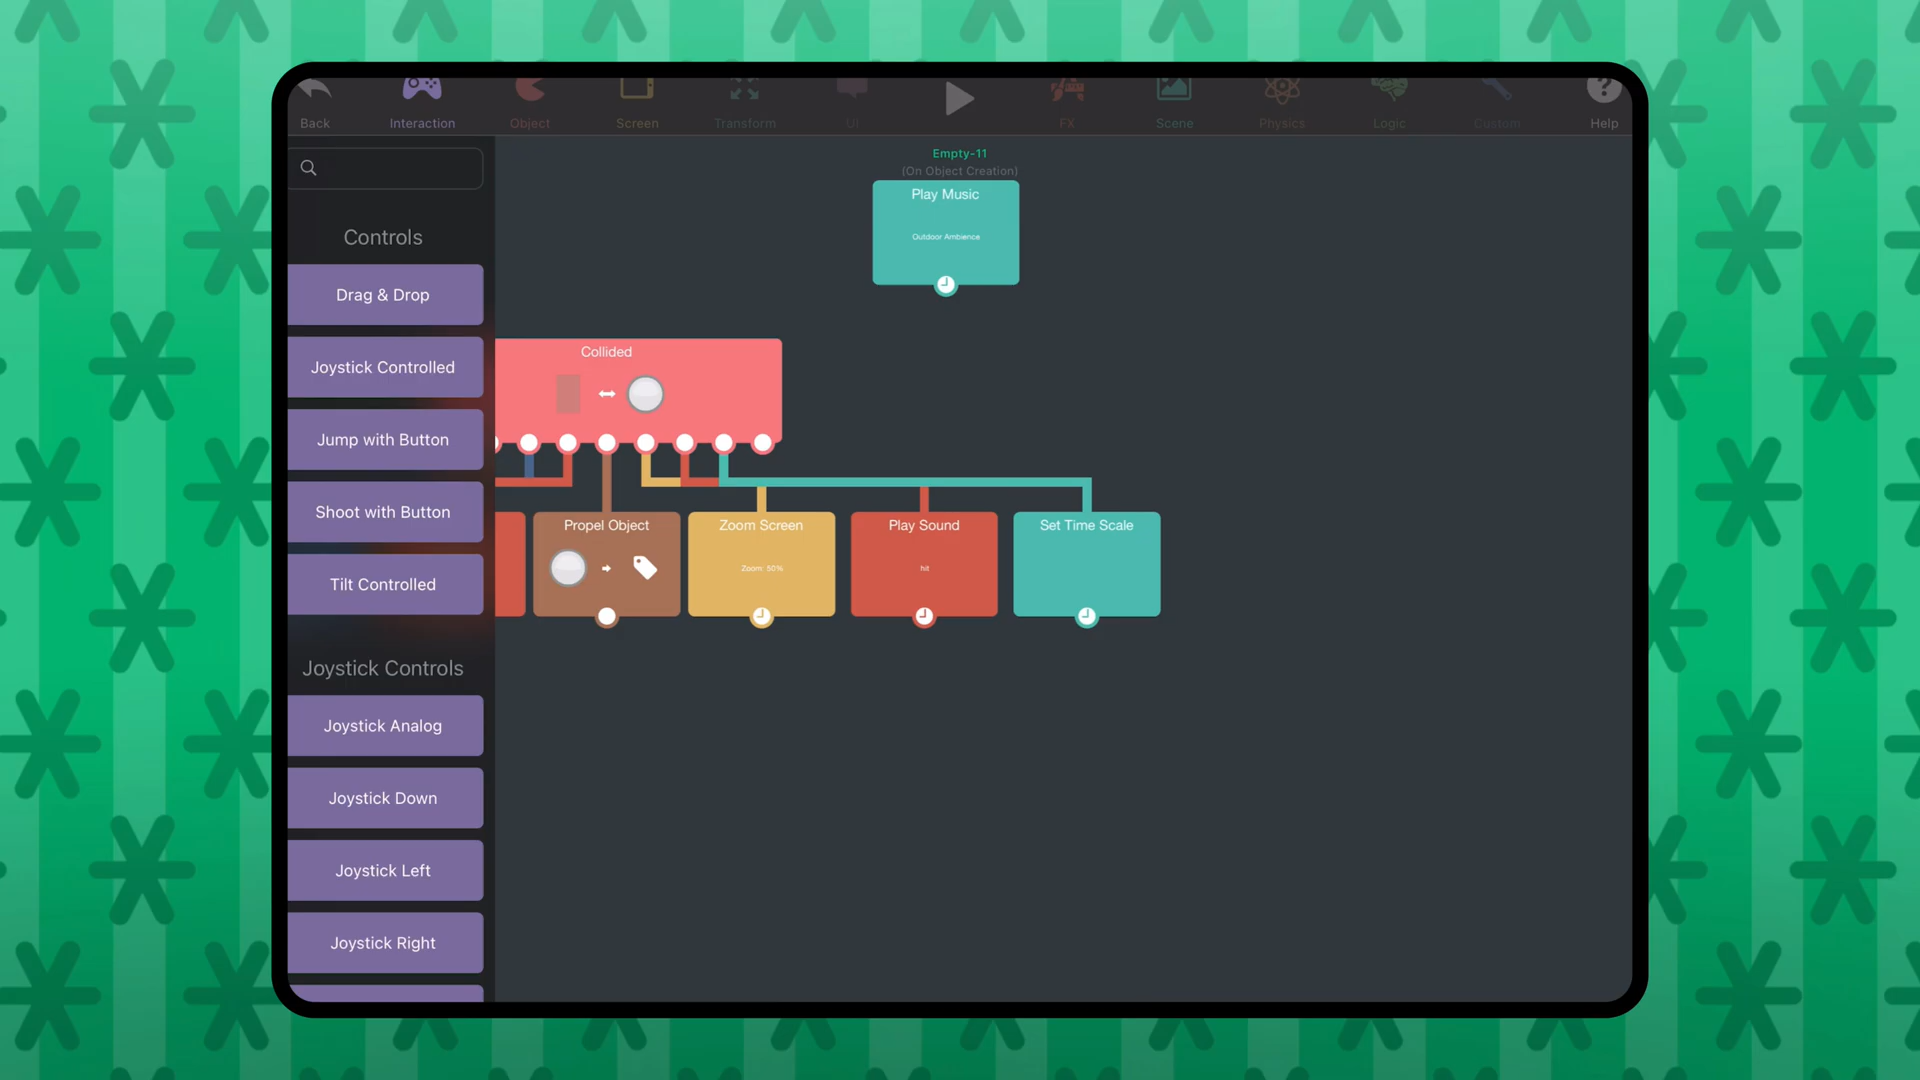 Back
Interaction
Object
Screen
Transform
UI
FX
Scene
Physics
Logic
Custom
Help
Empty-11
(On Object Creation)
Play Music
Outdoor Ambience
Controls
Drag & Drop
Joystick Controlled
Jump with Button
Shoot with Button
Tilt Controlled
Joystick Controls
Joystick Analog
Joystick Down
Joystick Left
Joystick Right
Collided
Propel Object
Zoom Screen
Zoom: 50%
Play Sound
hit
Set Time Scale